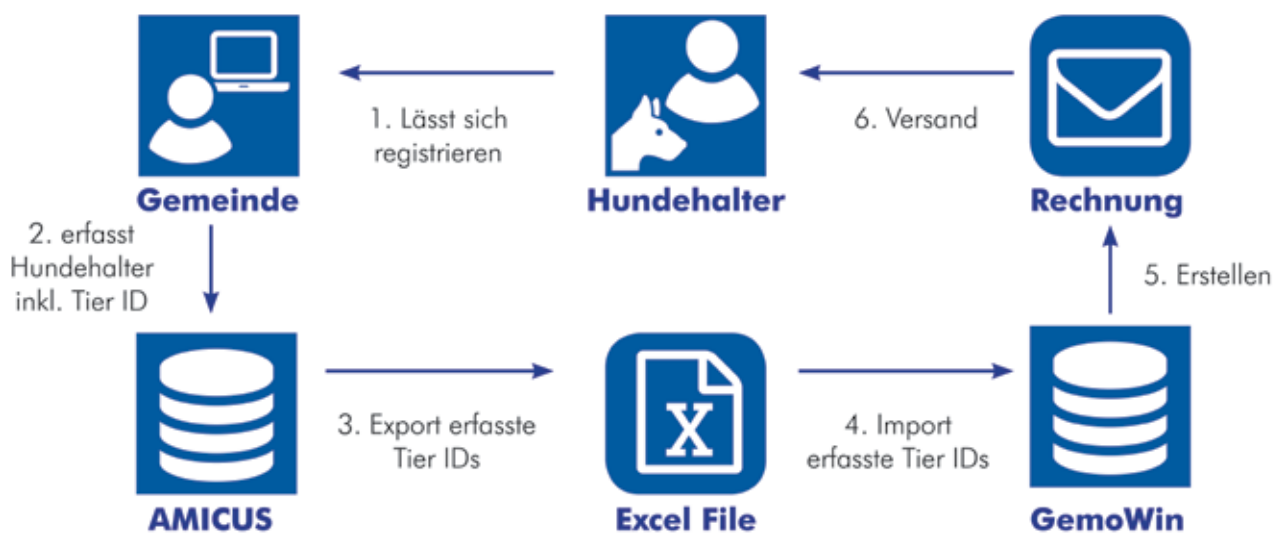 1. Lässt sich
registrieren
6. Versand
Gemeinde
Hundehalter
Rechnung
2. erfasst
Hundehalter
inkl. Tier ID
5. Erstellen
3. Export erfasste
Tier IDs
X
4. Import
erfasste Tier IDs
AMICUS
Excel File
GemoWin